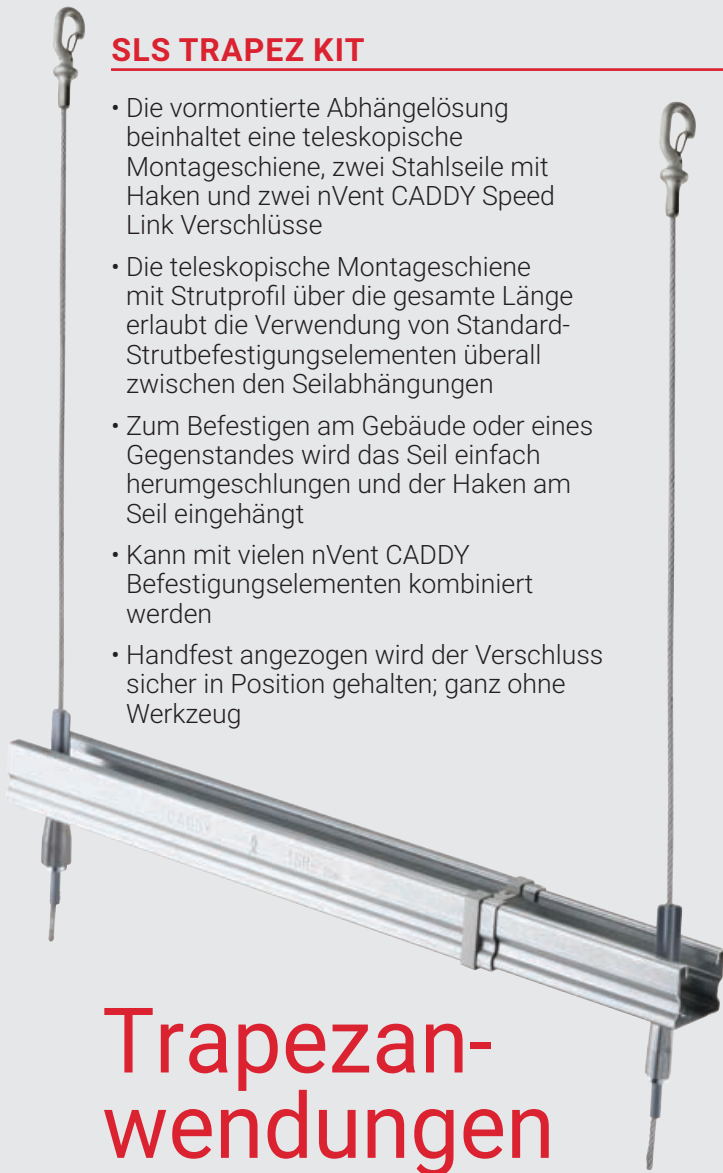 SLS TRAPEZ KIT
• Die vormontierte Abhängelösung
beinhaltet eine teleskopische
Montageschiene, zwei Stahlseile mit
Haken und zwei nVent CADDY Speed
Link Verschlüsse
• Die teleskopische Montageschiene
mit Strutprofil über die gesamte Länge
erlaubt die Verwendung von Standard-
Strutbefestigungselementen überall
zwischen den Seilabhängungen
• Zum Befestigen am Gebäude oder eines
Gegenstandes wird das Seil einfach
herumgeschlungen und der Haken am
Seil eingehängt
• Kann mit vielen nVent CADDY
Befestigungselementen kombiniert
werden
• Handfest angezogen wird der Verschluss
sicher in Position gehalten; ganz ohne
Werkzeug
CADDY
Trapezan-
wendungen